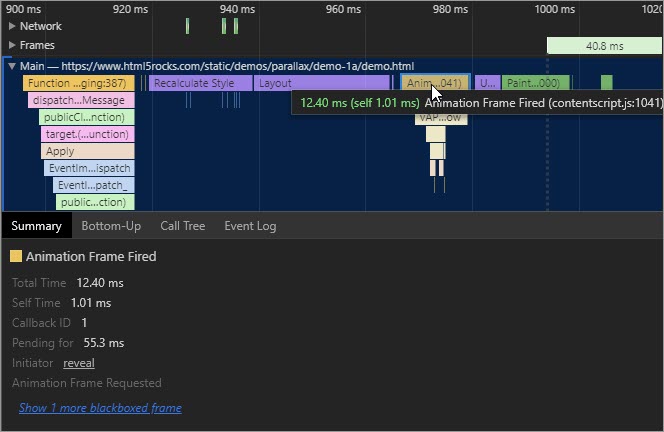 900 ms 920 ms 940 ms 960 ms 980 ms 1000 ms 1020
Network
Frames 40.8 ms
Main — https://www.html5rocks.com/static/demos/parallax/demo-1a/demo.html
Function ...ging:387) Recalculate Style Layout Anim...041) U... Paint...000)
dispatch...Message 12.40 ms (self 1.01 ms) Animation Frame Fired (contentscript.js:1041)
publicCl...nction) vAP...ow
target.(...unction)
Apply
EventIm...ispatch
EventI...patch_
public...ction)
Summary Bottom-Up Call Tree Event Log
Animation Frame Fired
Total Time 12.40 ms
Self Time 1.01 ms
Callback ID 1
Pending for 55.3 ms
Initiator reveal
Animation Frame Requested
Show 1 more blackboxed frame